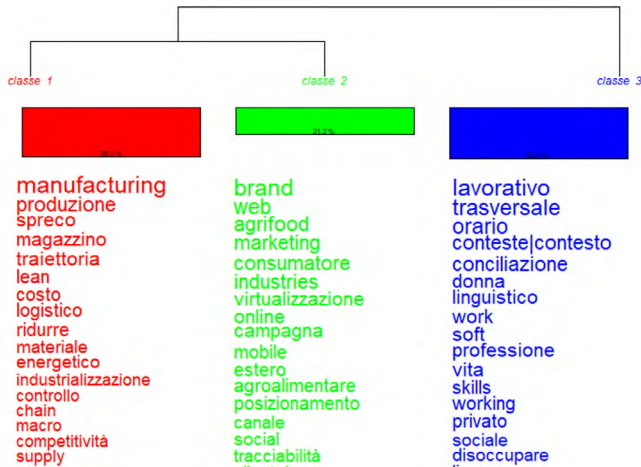 classe 1
classe 2
classe 3
21,3 %
manufacturing
produzione
spreco
magazzino
traiettoria
lean
costo
logistico
ridurre
materiale
energetico
industrializzazione
controllo
chain
macro
competitività
supply
brand
web
agrifood
marketing
consumatore
industries
virtualizzazione
online
campagna
mobile
estero
agroalimentare
posizionamento
canale
social
tracciabilità
lavorativo
trasversale
orario
conteste|contesto
conciliazione
donna
linguistico
work
soft
professione
vita
skills
working
privato
sociale
disoccupare